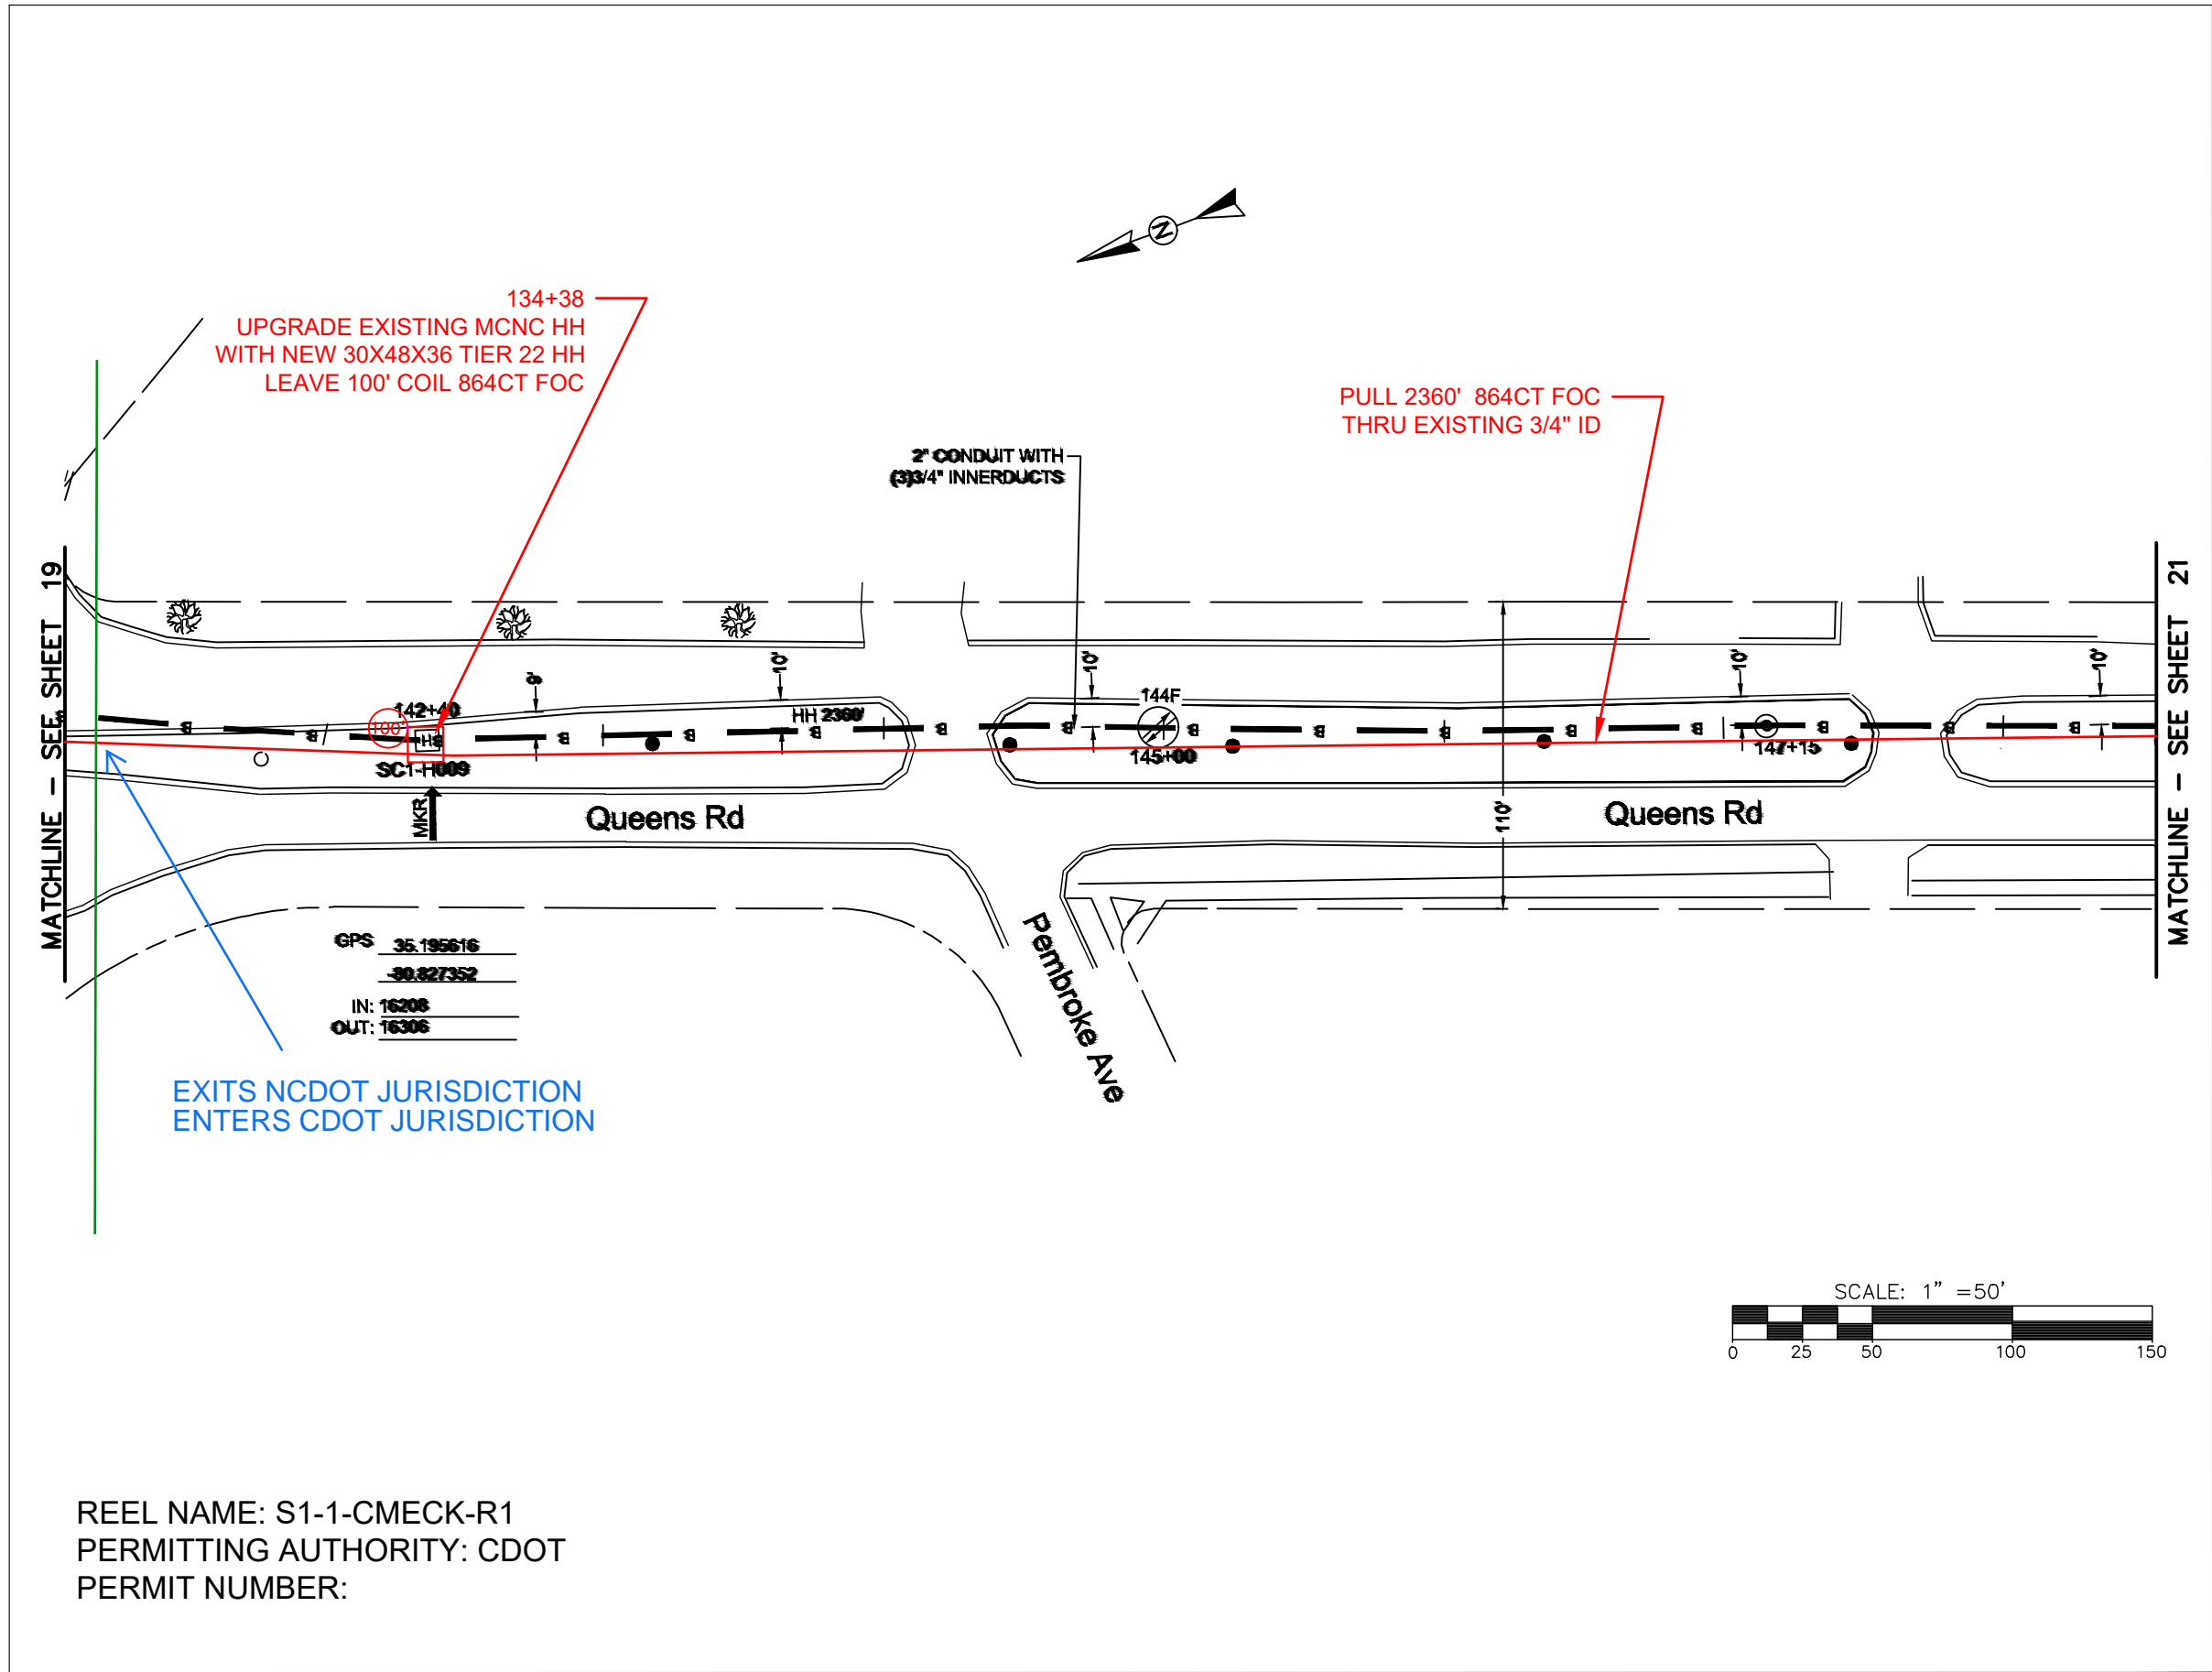 N
134+38
UPGRADE EXISTING MCNC HH
WITH NEW 30X48X36 TIER 22 HH
LEAVE 100' COIL 864CT FOC
PULL 2360'  864CT FOC
THRU EXISTING 3/4" ID
2" CONDUIT WITH
(3)3/4" INNERDUCTS
MATCHLINE - SEE SHEET 19
MATCHLINE - SEE SHEET 21
10'
10'
10'
10'
142+40
100'
144F
HH 2360'
SC1-H009
145+00
147+15
MKR
Queens Rd
Queens Rd
110'
Pembroke Ave
GPS 35.195616
-80.827352
IN: 16208
OUT: 16306
EXITS NCDOT JURISDICTION
ENTERS CDOT JURISDICTION
SCALE: 1" =50'
0 25 50 100 150
REEL NAME: S1-1-CMECK-R1
PERMITTING AUTHORITY: CDOT
PERMIT NUMBER: